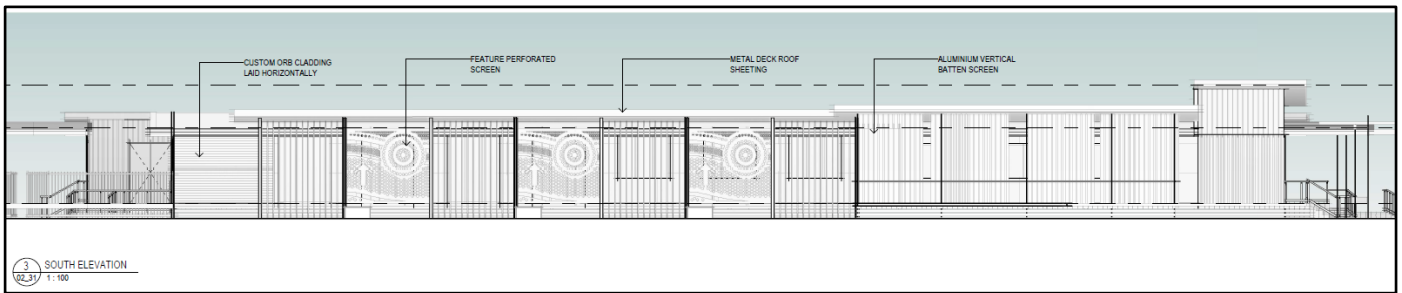 CUSTOM ORB CLADDING
LAID HORIZONTALLY
FEATURE PERFORATED
SCREEN
METAL DECK ROOF
SHEETING
ALUMINIUM VERTICAL
BATTEN SCREEN
3
02_31
SOUTH ELEVATION
1 : 100